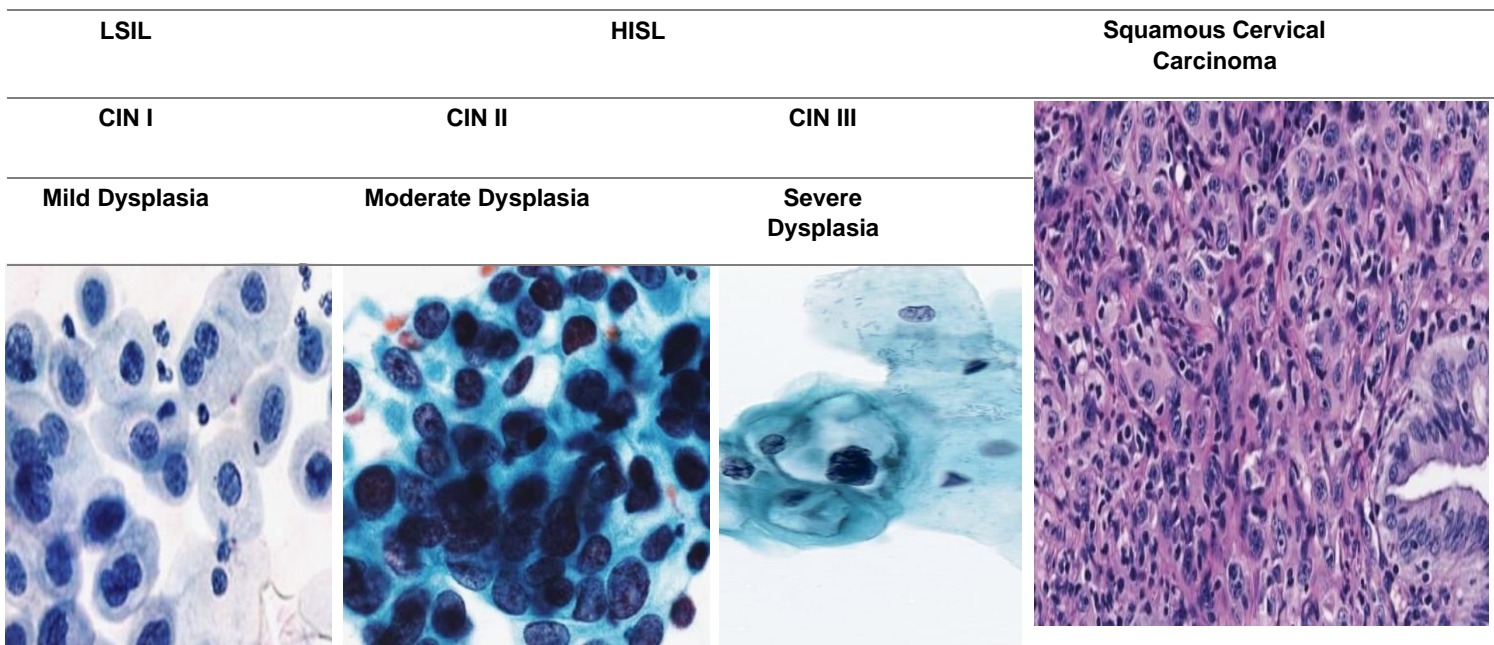 LSIL
HISL
Squamous Cervical
Carcinoma
CIN I
CIN II
CIN III
Mild Dysplasia
Moderate Dysplasia
Severe
Dysplasia